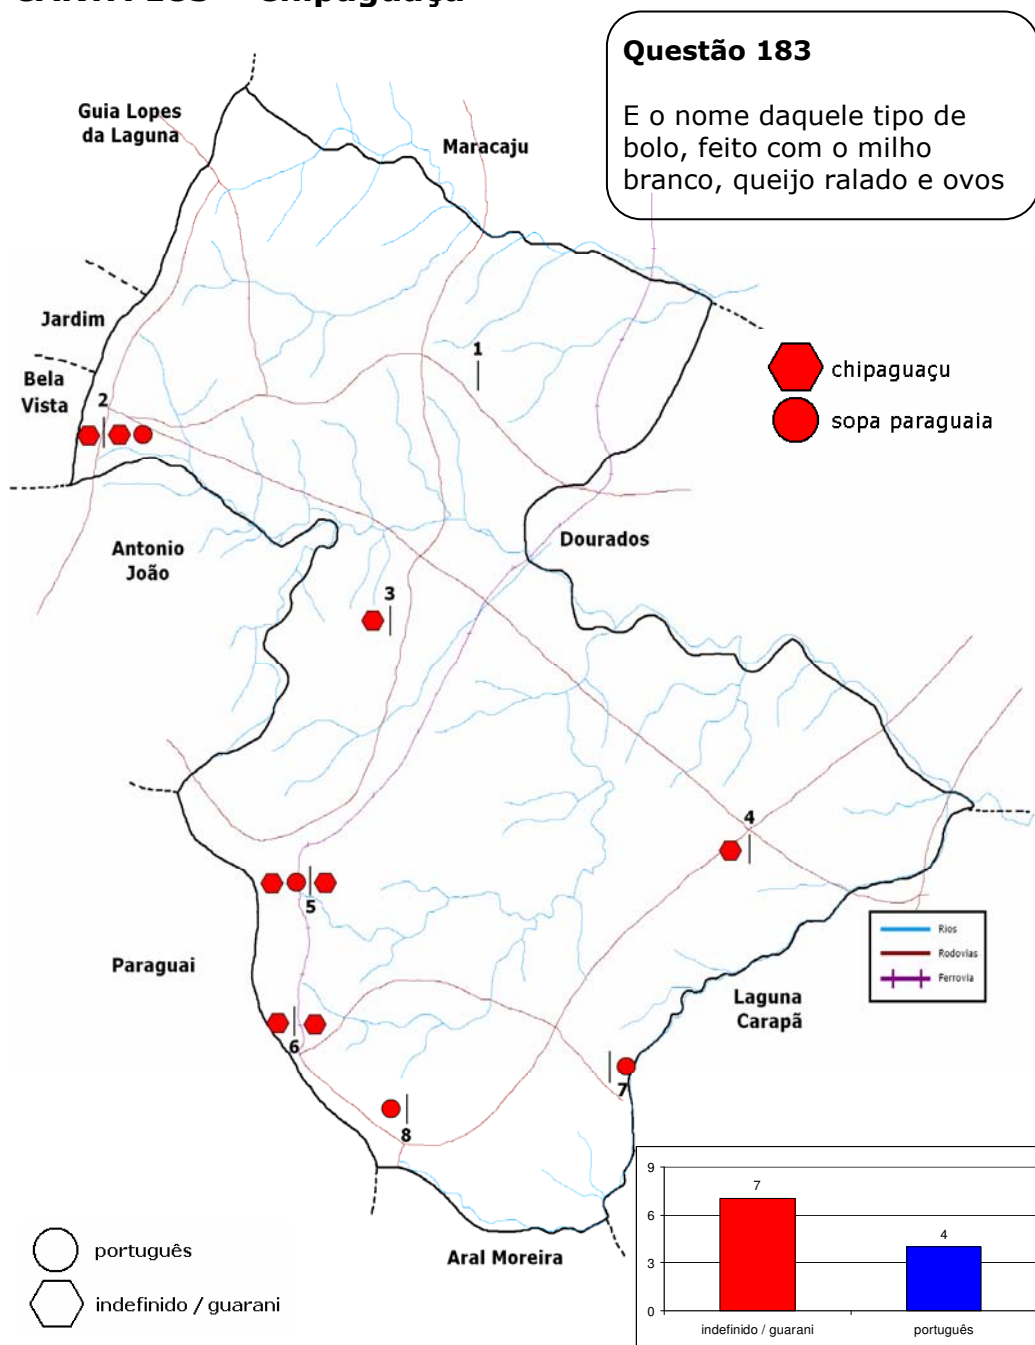 Questão 183
E o nome daquele tipo de
bolo, feito com o milho
branco, queijo ralado e ovos
Guia Lopes
da Laguna
Maracaju
Jardim
Bela
Vista
1
2
chipaguaçu
sopa paraguaia
Antonio
João
Dourados
3
4
5
Paraguai
Rios
Rodovias
Ferrovia
Laguna
Carapã
6
7
8
Aral Moreira
português
indefinido / guarani
9
6
3
0
7
4
indefinido / guarani
português